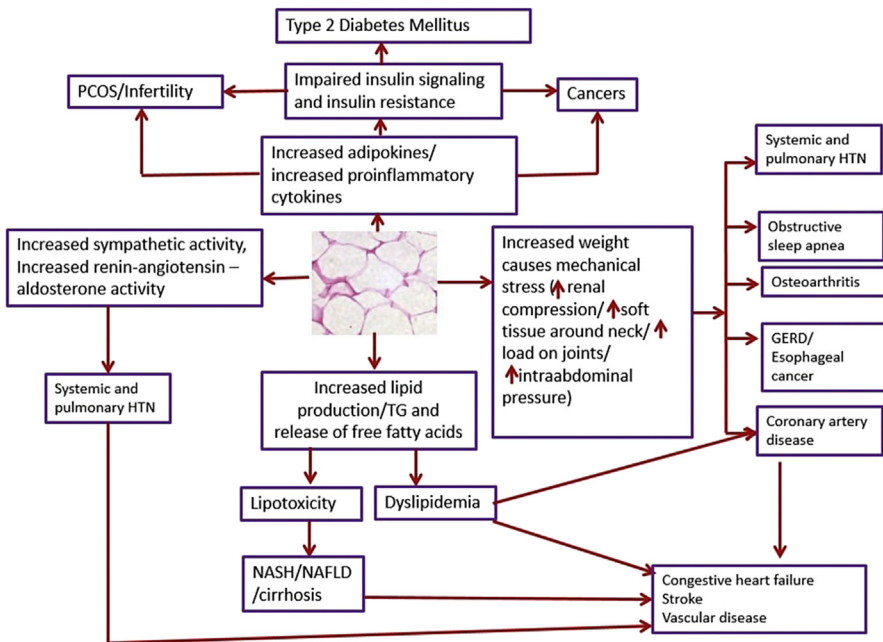 Type 2 Diabetes Mellitus
PCOS/Infertility
Impaired insulin signaling
and insulin resistance
Cancers
Increased adipokines/
increased proinflammatory
cytokines
Systemic and
pulmonary HTN
Increased sympathetic activity,
Increased renin-angiotensin –
aldosterone activity
Increased weight
causes mechanical
stress (↑ renal
compression/ ↑soft
tissue around neck/ ↑
load on joints/
↑intraabdominal
pressure)
Obstructive
sleep apnea
Osteoarthritis
GERD/
Esophageal
cancer
Systemic and
pulmonary HTN
Increased lipid
production/TG and
release of free fatty acids
Coronary artery
disease
Lipotoxicity
Dyslipidemia
NASH/NAFLD
/cirrhosis
Congestive heart failure
Stroke
Vascular disease